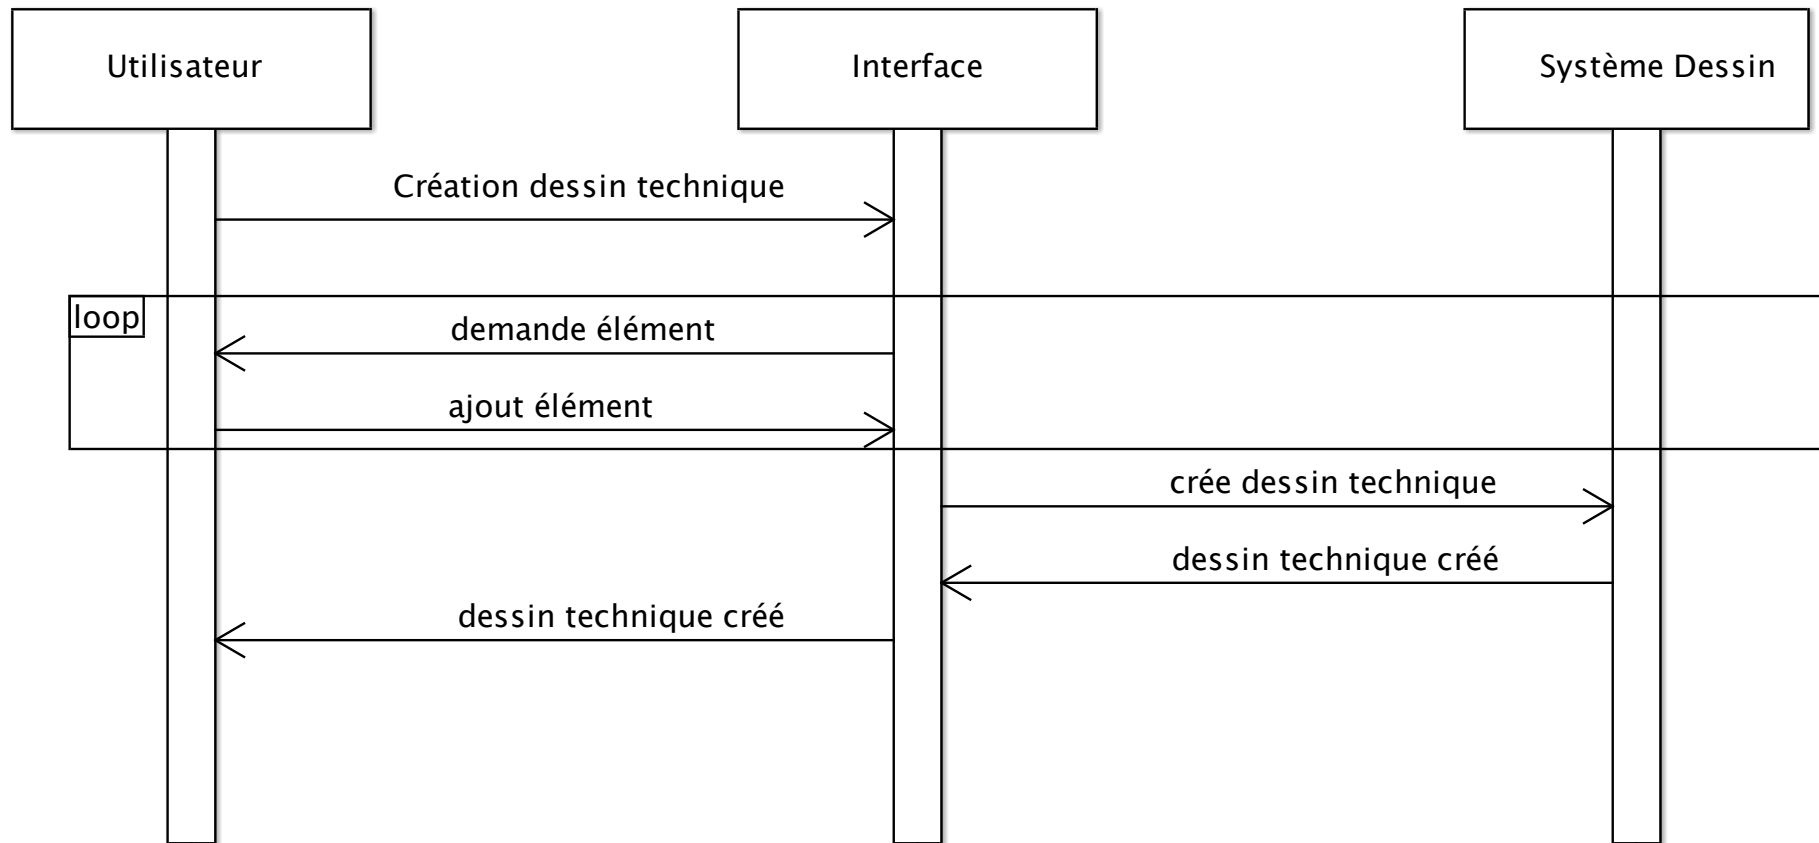 Utilisateur
Interface
Système Dessin
Création dessin technique
loop
demande élément
ajout élément
crée dessin technique
dessin technique créé
dessin technique créé